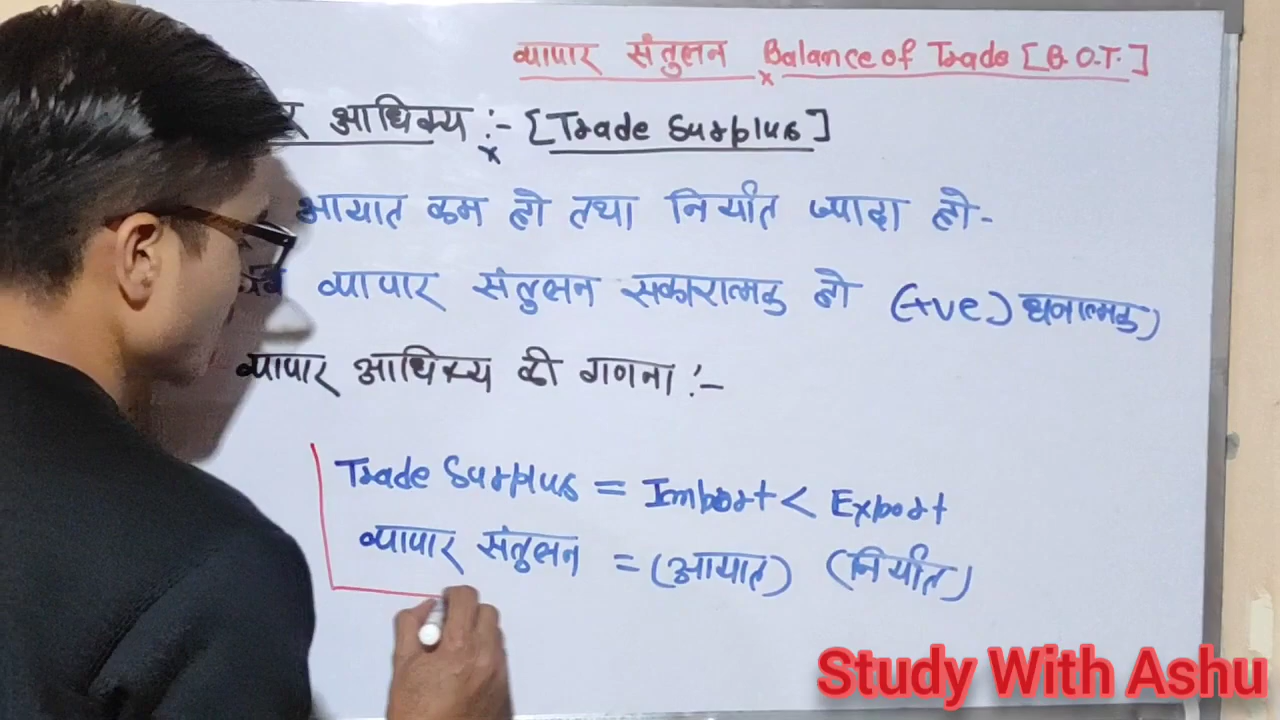 व्यापार संतुलन Balance of Trade [B.O.T.]
आधिक्य :- [Trade Surplus]
आयात कम हो तथा निर्यात ज्यादा हो-
व्यापार संतुलन सकारात्मक हो (+ve) धनात्मक)
व्यापार आधिक्य की गणना :-
Trade Surplus = Import < Export
व्यापार संतुलन = (आयात) (निर्यात)
Study With Ashu